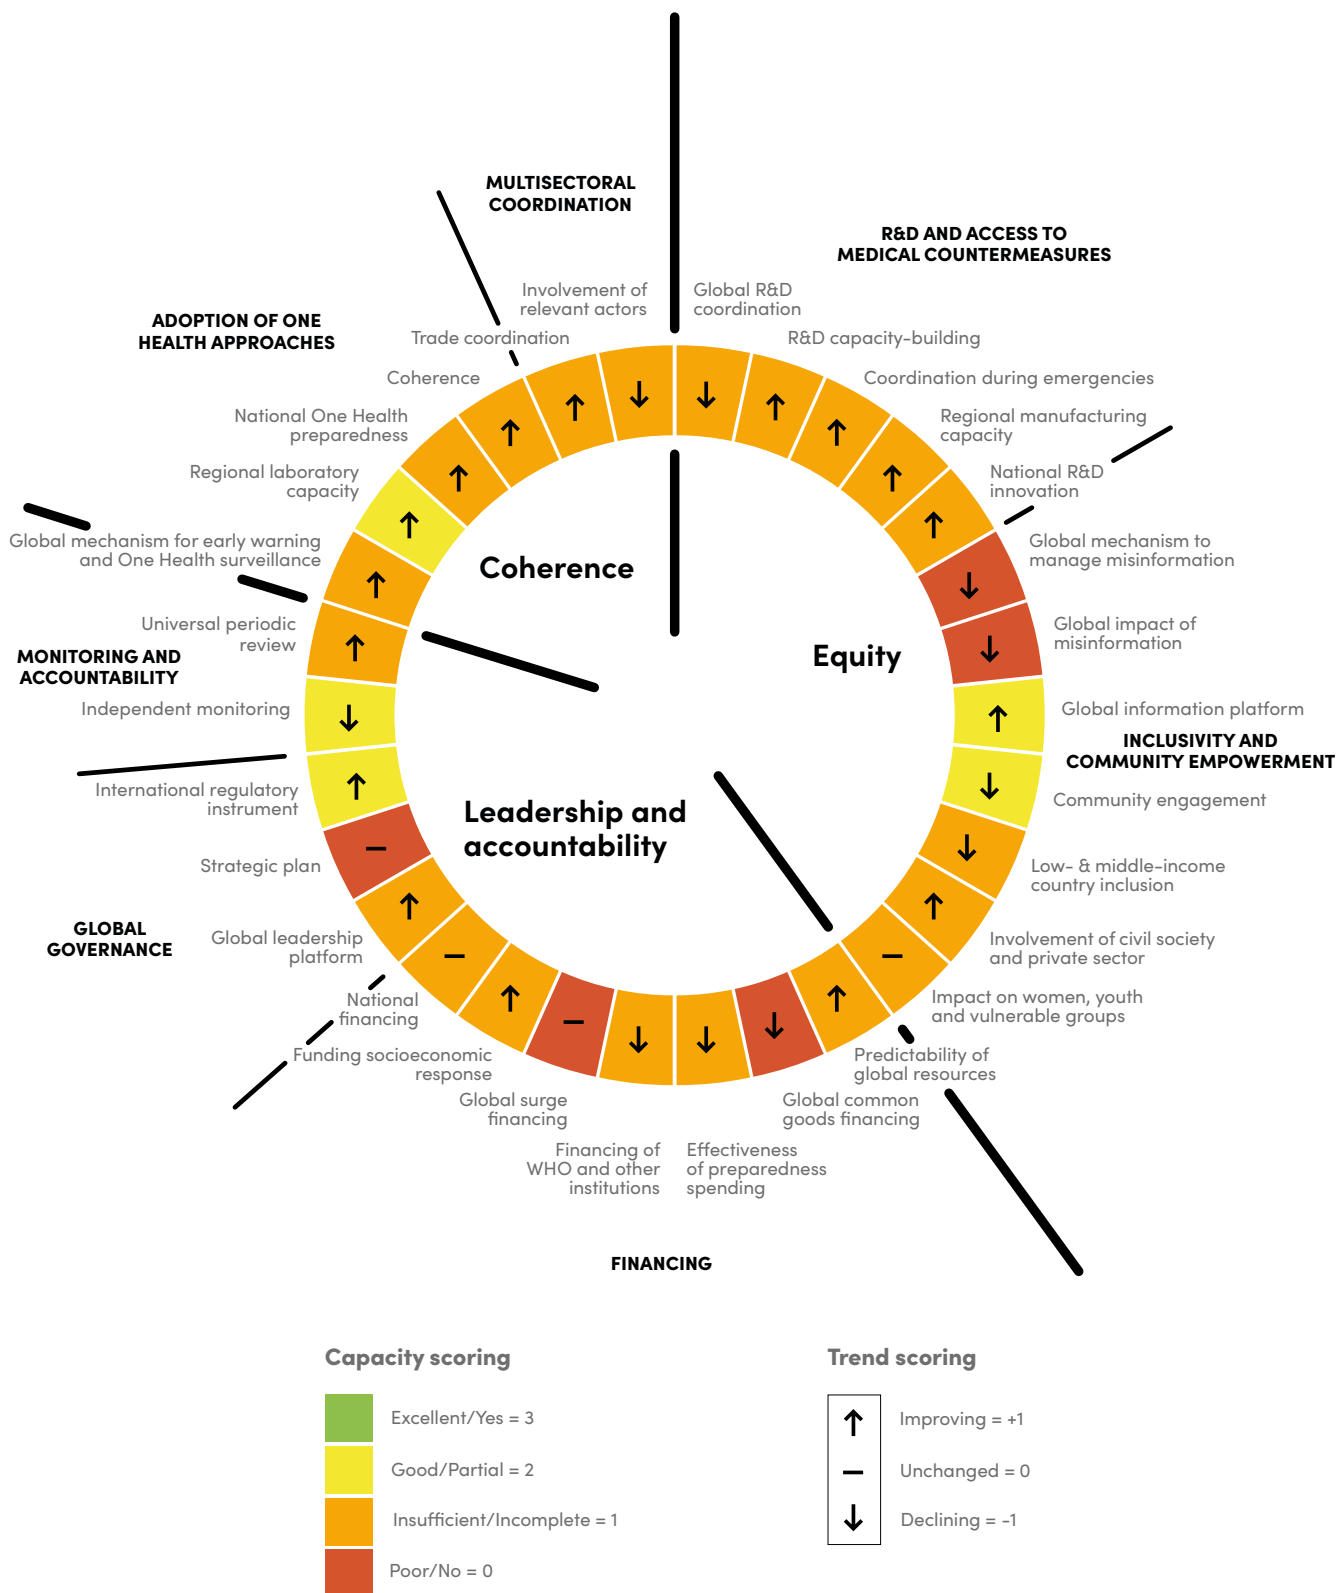 MULTISECTORAL
COORDINATION
R&D AND ACCESS TO
MEDICAL COUNTERMEASURES
ADOPTION OF ONE
HEALTH APPROACHES
Involvement of
relevant actors
Global R&D
coordination
Trade coordination
R&D capacity-building
Coherence
Coordination during emergencies
National One Health
preparedness
Regional manufacturing
capacity
Regional laboratory
capacity
National R&D
innovation
Global mechanism for early warning
and One Health surveillance
Global mechanism to
manage misinformation
Coherence
Universal periodic
review
Global impact of
misinformation
Equity
MONITORING AND
ACCOUNTABILITY
Independent monitoring
Global information platform
INCLUSIVITY AND
COMMUNITY EMPOWERMENT
International regulatory
instrument
Community engagement
Leadership and
accountability
Strategic plan
Low- & middle-income
country inclusion
GLOBAL
GOVERNANCE
Global leadership
platform
Involvement of civil society
and private sector
National
financing
Impact on women, youth
and vulnerable groups
Funding socioeconomic
response
Predictability of
global resources
Global surge
financing
Global common
goods financing
Financing of
WHO and other
institutions
Effectiveness
of preparedness
spending
FINANCING
Capacity scoring
Excellent/Yes = 3
Good/Partial = 2
Insufficient/Incomplete = 1
Poor/No = 0
Trend scoring
Improving = +1
Unchanged = 0
Declining = -1